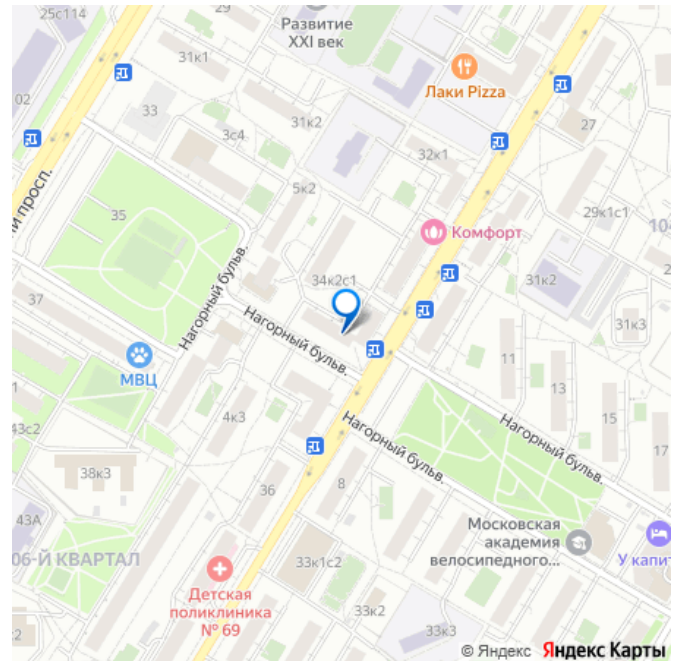 25с114
31к1
Развитие
XXI век
Лаки Pizza
02
33
3с4
31к2
27
32к1
5к2
35
и просп.
Комфорт
29к1с1
104
Нагорный бульв.
34к2с1
31к2
2
37
31к3
Нагорный бульв.
МВЦ
11
13
15
17
4к3
Нагорный бульв.
Нагорный бульв.
43с2
38к3
36
8
43А
Московская
академия
велосипедного...
У капит
06-Й КВАРТАЛ
33к1с2
Детская
поликлиника
№ 69
33к2
33к3
2
© Яндекс Яндекс Карты